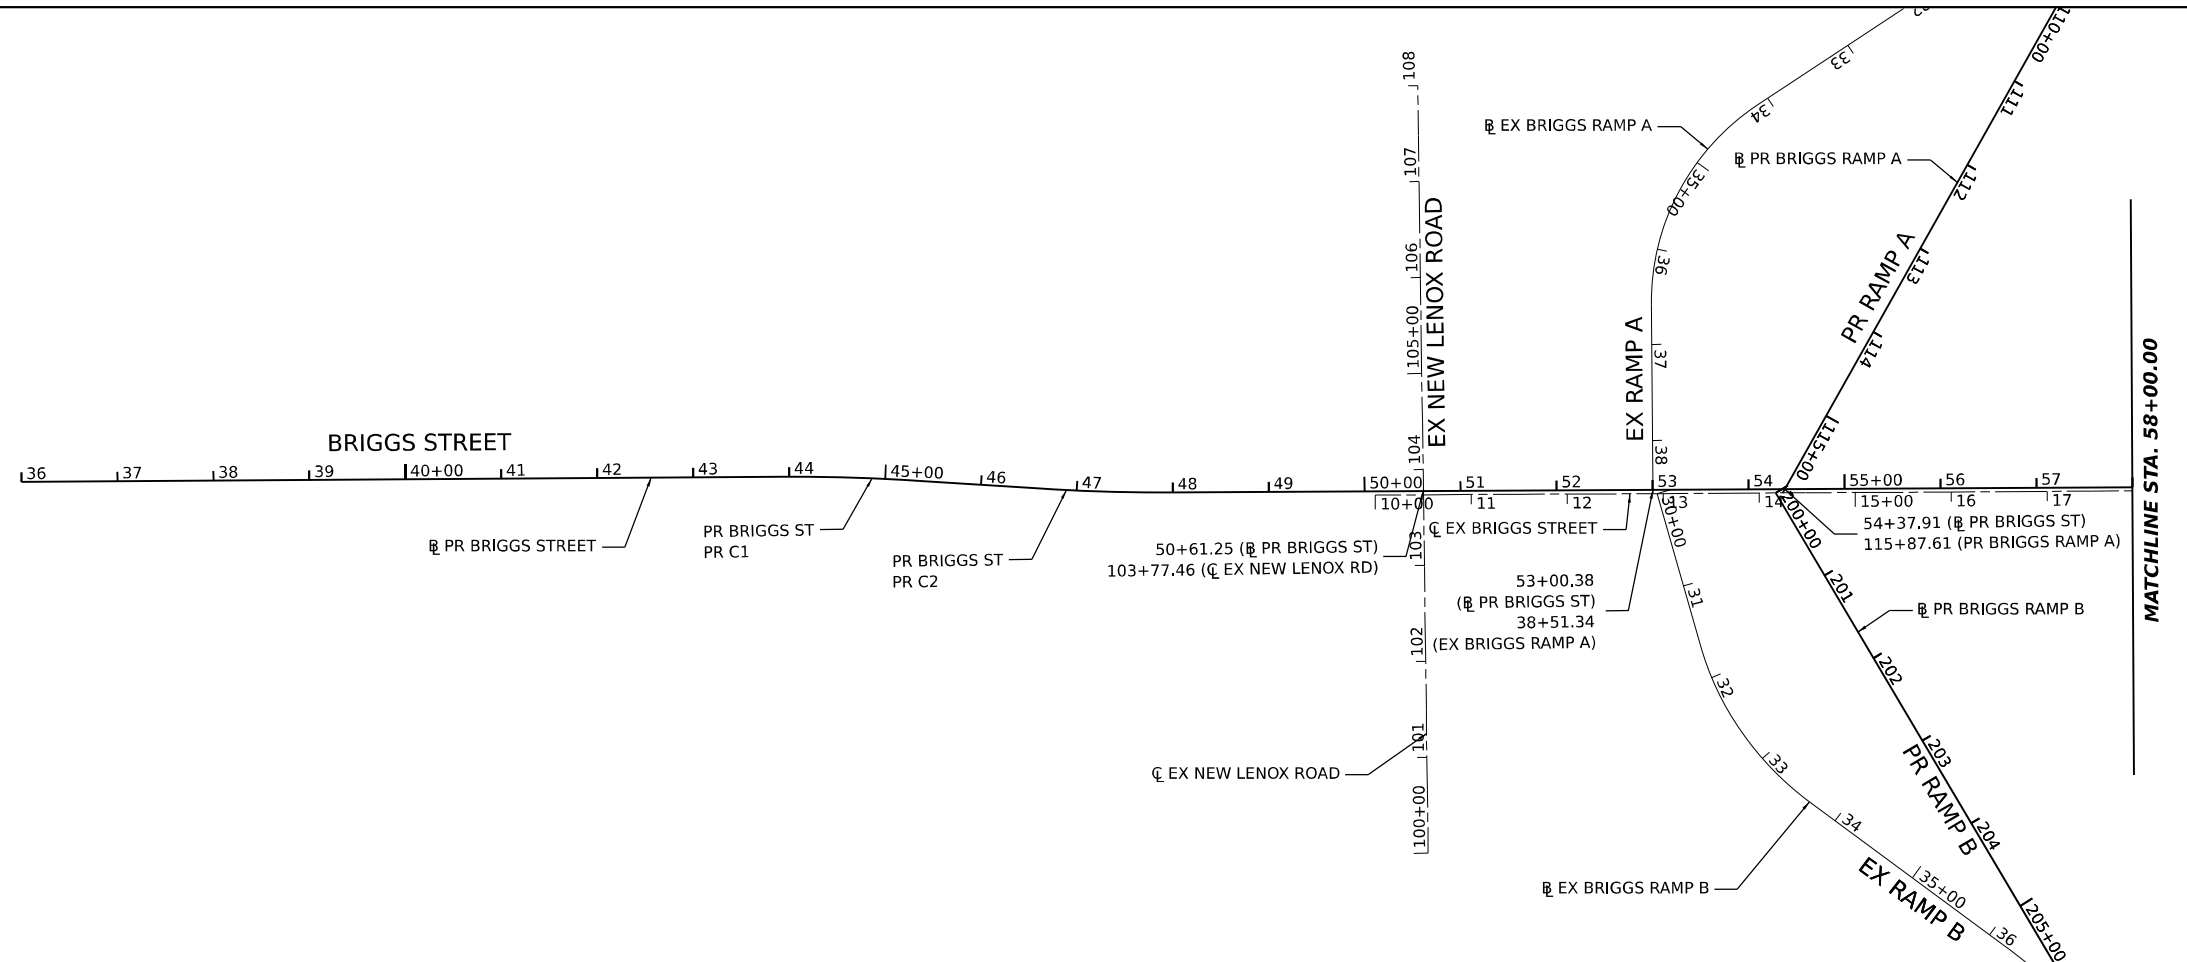 108
33
110+00
111
34
℄ EX BRIGGS RAMP A
107
℄ PR BRIGGS RAMP A
35+00
112
EX NEW LENOX ROAD
106
36
PR RAMP A
113
105+00
EX RAMP A
37
114
MATCHLINE STA. 58+00.00
BRIGGS STREET
104
38
115+00
36 37 38 39 40+00 41 42 43 44 45+00 46 47 48 49 50+00 51 52 53 54 55+00 56 57
10+00 11 12 13 14 15+00 16 17
30+00
200+00
℄ EX BRIGGS STREET
54+37.91 (B̲L PR BRIGGS ST)
115+87.61 (PR BRIGGS RAMP A)
BL PR BRIGGS STREET
PR BRIGGS ST
PR C1
PR BRIGGS ST
PR C2
50+61.25 (BL PR BRIGGS ST)
103+77.46 (℄ EX NEW LENOX RD)
103
53+00.38
(BL PR BRIGGS ST)
38+51.34
(EX BRIGGS RAMP A)
31
201
BL PR BRIGGS RAMP B
102
32
202
101
℄ EX NEW LENOX ROAD
33
203
PR RAMP B
100+00
34
204
BL EX BRIGGS RAMP B
35+00
EX RAMP B
36
205+00